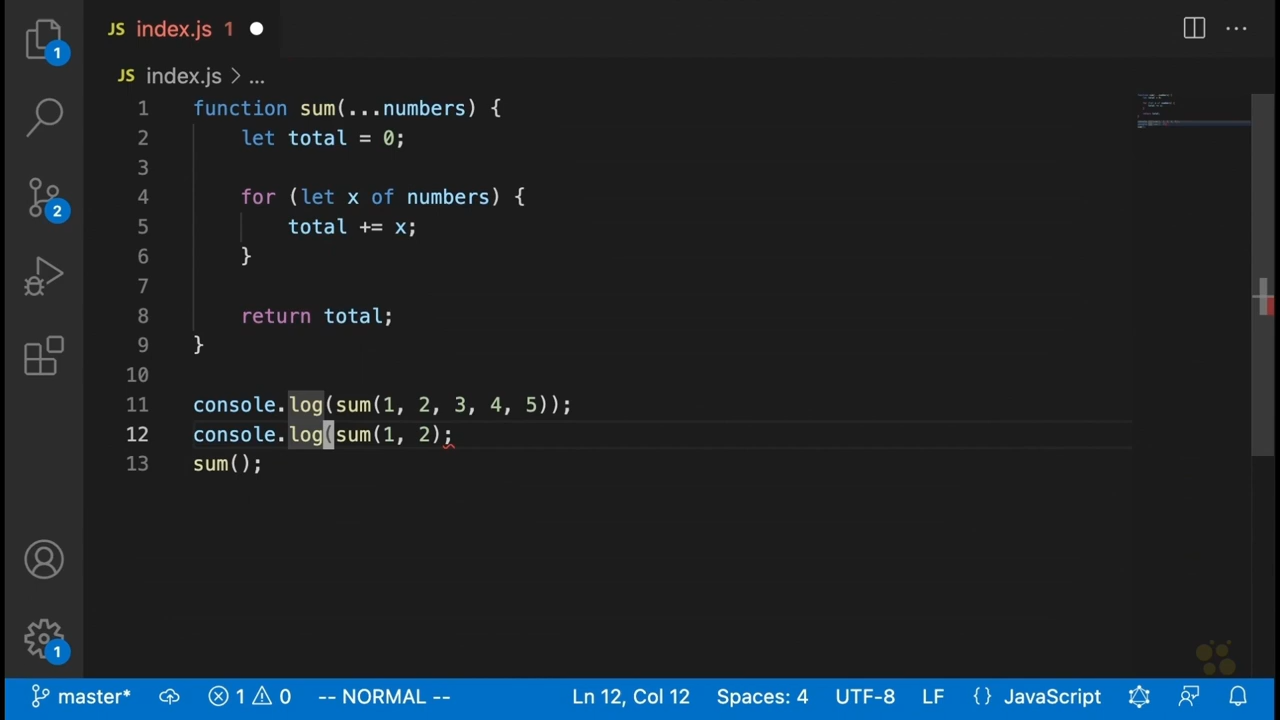 JS index.js 1
JS index.js > ...
1 function sum(...numbers) {
2 let total = 0;
3
4 for (let x of numbers) {
5 total += x;
6 }
7
8 return total;
9 }
10
11 console.log(sum(1, 2, 3, 4, 5));
12 console.log(sum(1, 2);
13 sum();
1
2
1
master* 1 0 -- NORMAL -- Ln 12, Col 12 Spaces: 4 UTF-8 LF {} JavaScript